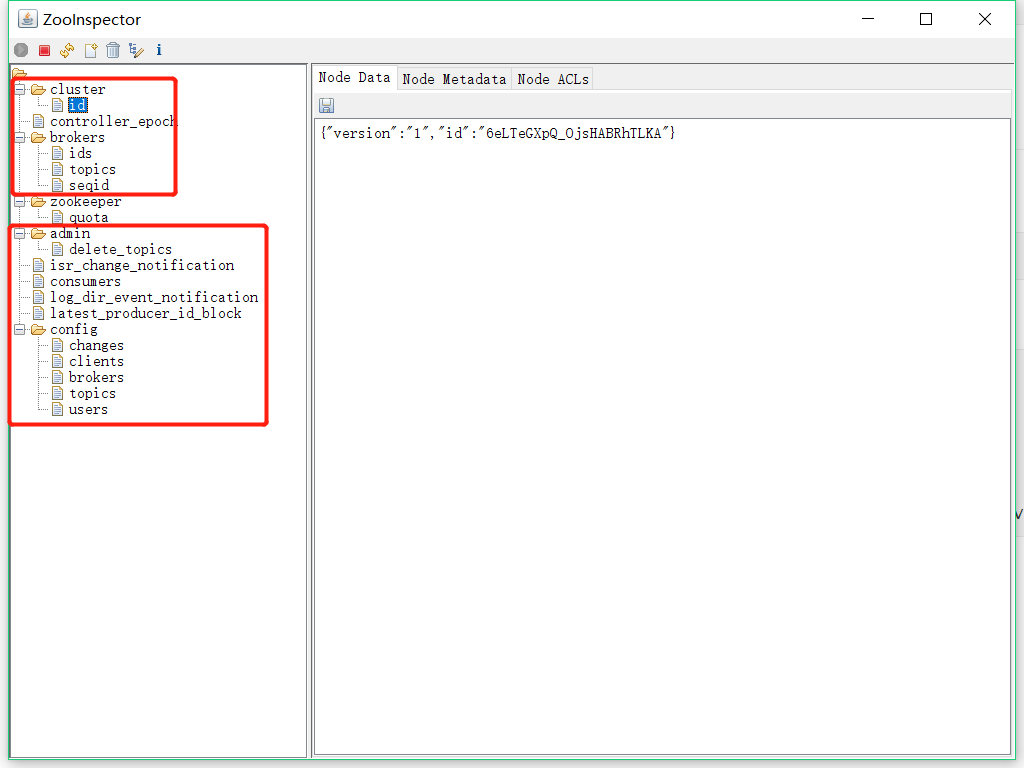 ZooInspector
cluster
id
controller_epoch
brokers
ids
topics
seqid
zookeeper
quota
admin
delete_topics
isr_change_notification
consumers
log_dir_event_notification
latest_producer_id_block
config
changes
clients
brokers
topics
users
Node Data Node Metadata Node ACLs
{"version":"1","id":"6eLTeGXpQ_OjsHABRhTLKA"}